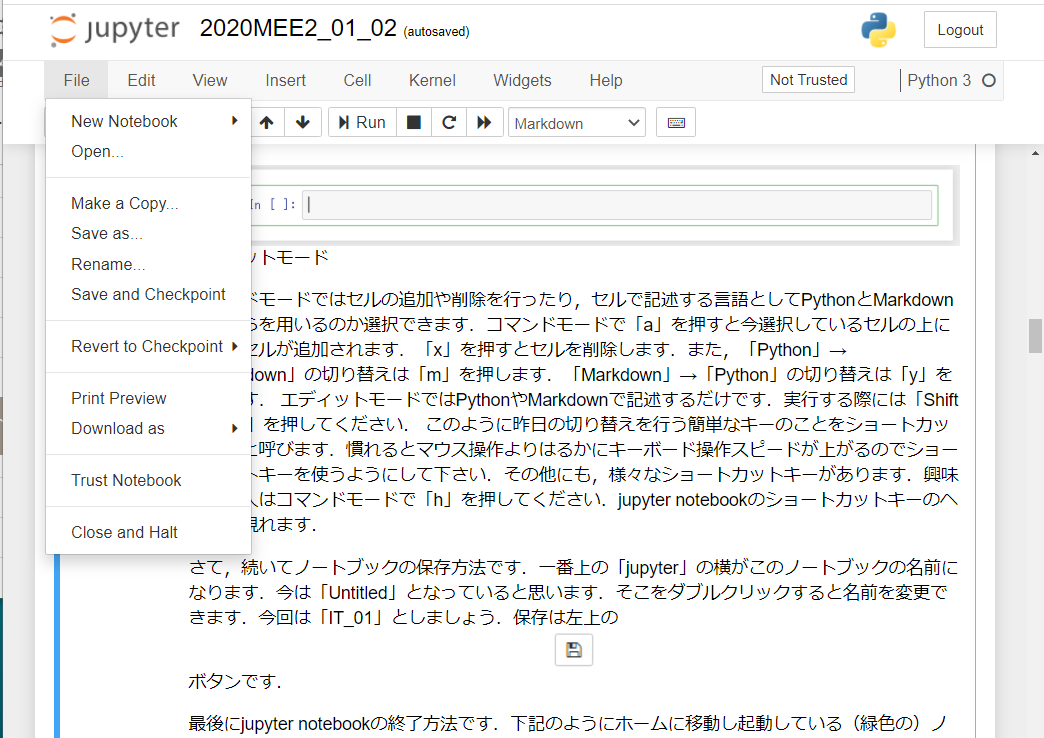 jupyter 2020MEE2_01_02 (autosaved)
Logout
File Edit View Insert Cell Kernel Widgets Help
Not Trusted
Python 3
Run
Markdown
New Notebook
Open...
Make a Copy...
Save as...
Rename...
Save and Checkpoint
Revert to Checkpoint
Print Preview
Download as
Trust Notebook
Close and Halt
In [ ]:
ットモード
ドモードではセルの追加や削除を行ったり，セルで記述する言語としてPythonとMarkdown
らを用いるのか選択できます．コマンドモードで「a」を押すと今選択しているセルの上に
セルが追加されます．「x」を押すとセルを削除します．また，「Python」→
down」の切り替えは「m」を押します．「Markdown」→「Python」の切り替えは「y」を
す． エディットモードではPythonやMarkdownで記述するだけです．実行する際には「Shift
」を押してください． このように昨日の切り替えを行う簡単なキーのことをショートカッ
と呼びます．慣れるとマウス操作よりはるかにキーボード操作スピードが上がるのでショー
トキーを使うようにして下さい．その他にも，様々なショートカットキーがあります．興味
人はコマンドモードで「h」を押してください．jupyter notebookのショートカットキーのヘ
現れます．
さて，続いてノートブックの保存方法です．一番上の「jupyter」の横がこのノートブックの名前に
なります．今は「Untitled」となっていると思います．そこをダブルクリックすると名前を変更で
きます．今回は「IT_01」としましょう．保存は左上の
ボタンです．
最後にjupyter notebookの終了方法です．下記のようにホームに移動し起動している（緑色の）ノ